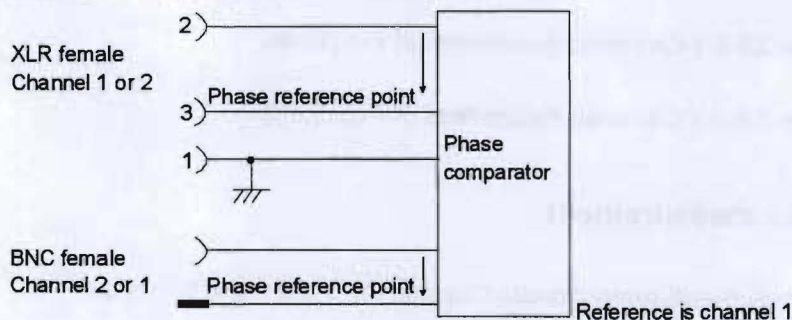 2
XLR female
Channel 1 or 2
Phase reference point
3
1
Phase
comparator
BNC female
Channel 2 or 1
Phase reference point
Reference is channel 1